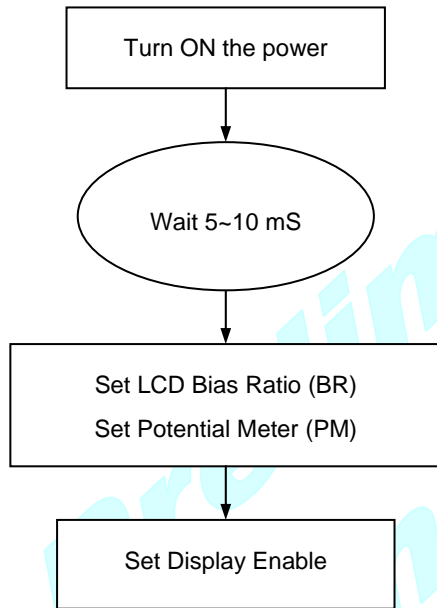 Turn ON the power
Wait 5~10 mS
Set LCD Bias Ratio (BR)
Set Potential Meter (PM)
Set Display Enable